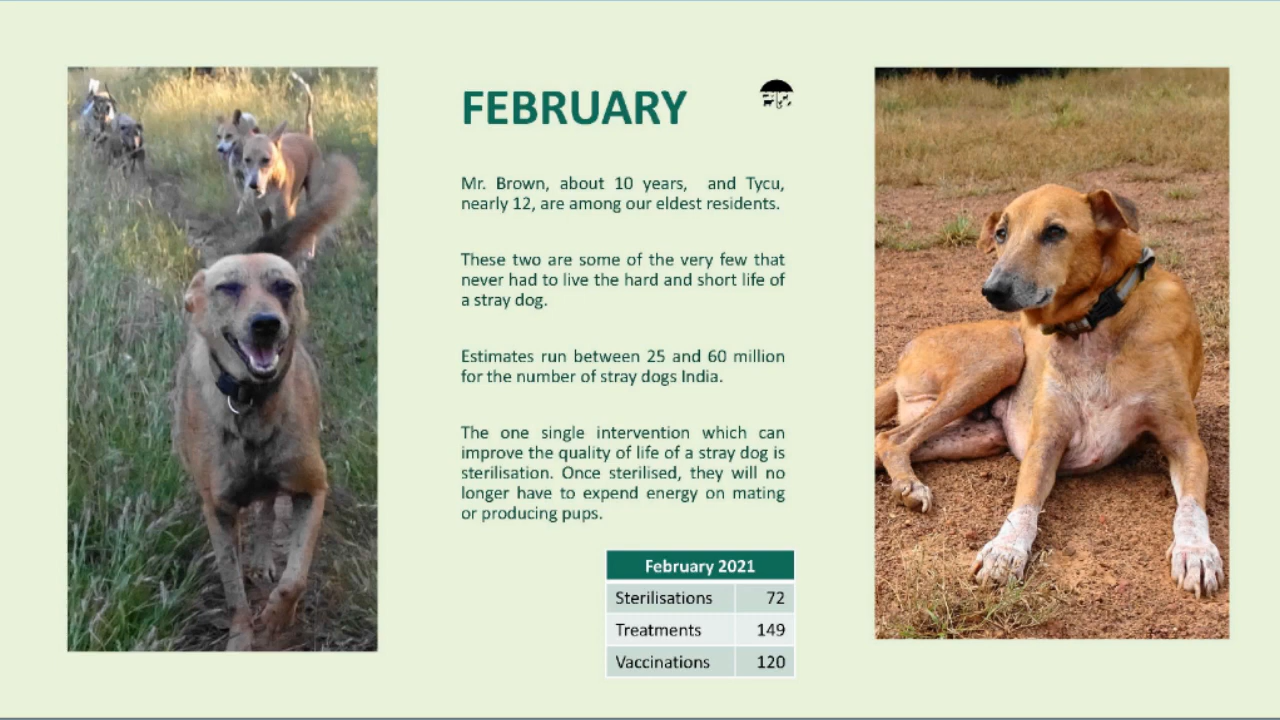 FEBRUARY
Mr. Brown, about 10 years, and Tycu,
nearly 12, are among our eldest residents.
These two are some of the very few that
never had to live the hard and short life of
a stray dog.
Estimates run between 25 and 60 million
for the number of stray dogs India.
The one single intervention which can
improve the quality of life of a stray dog is
sterilisation. Once sterilised, they will no
longer have to expend energy on mating
or producing pups.
February 2021
Sterilisations 72
Treatments 149
Vaccinations 120